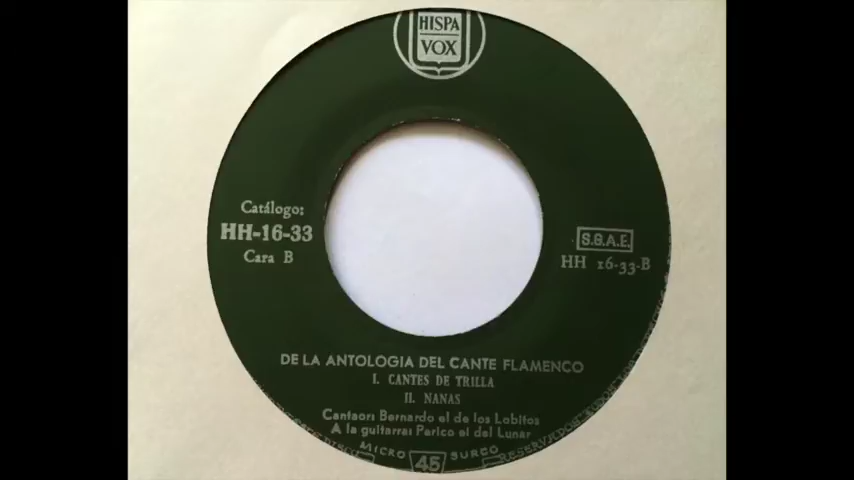 HISPA
VOX
Catálogo:
HH-16-33
Cara B
S.G.A.E.
HH 16-33-B
DE LA ANTOLOGIA DEL CANTE FLAMENCO
I. CANTES DE TRILLA
II. NANAS
Cantaor: Bernardo el de los Lobitos
A la guitarra: Perico el del Lunar
MICRO 45 SURCO